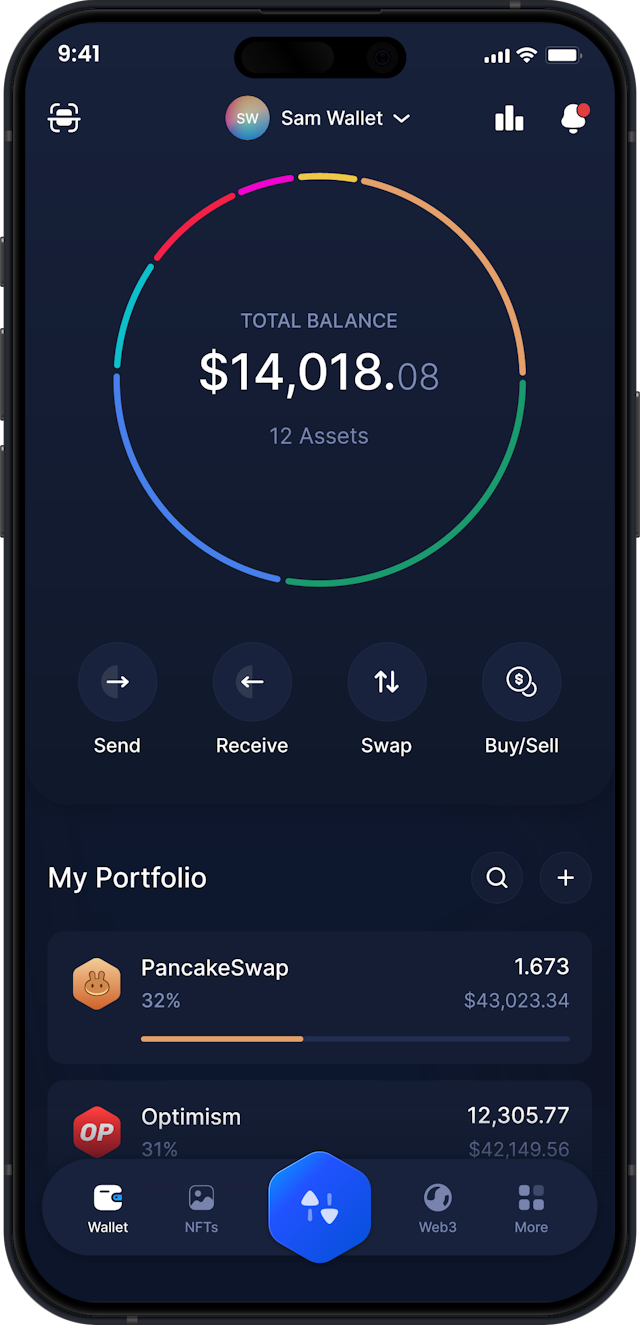 9:41
SW Sam Wallet
TOTAL BALANCE
$14,018.08
12 Assets
$
Send Receive Swap Buy/Sell
My Portfolio
PancakeSwap 1.673
32% $43,023.34
OP Optimism 12,305.77
31% $42,149.56
Wallet NFTs Web3 More